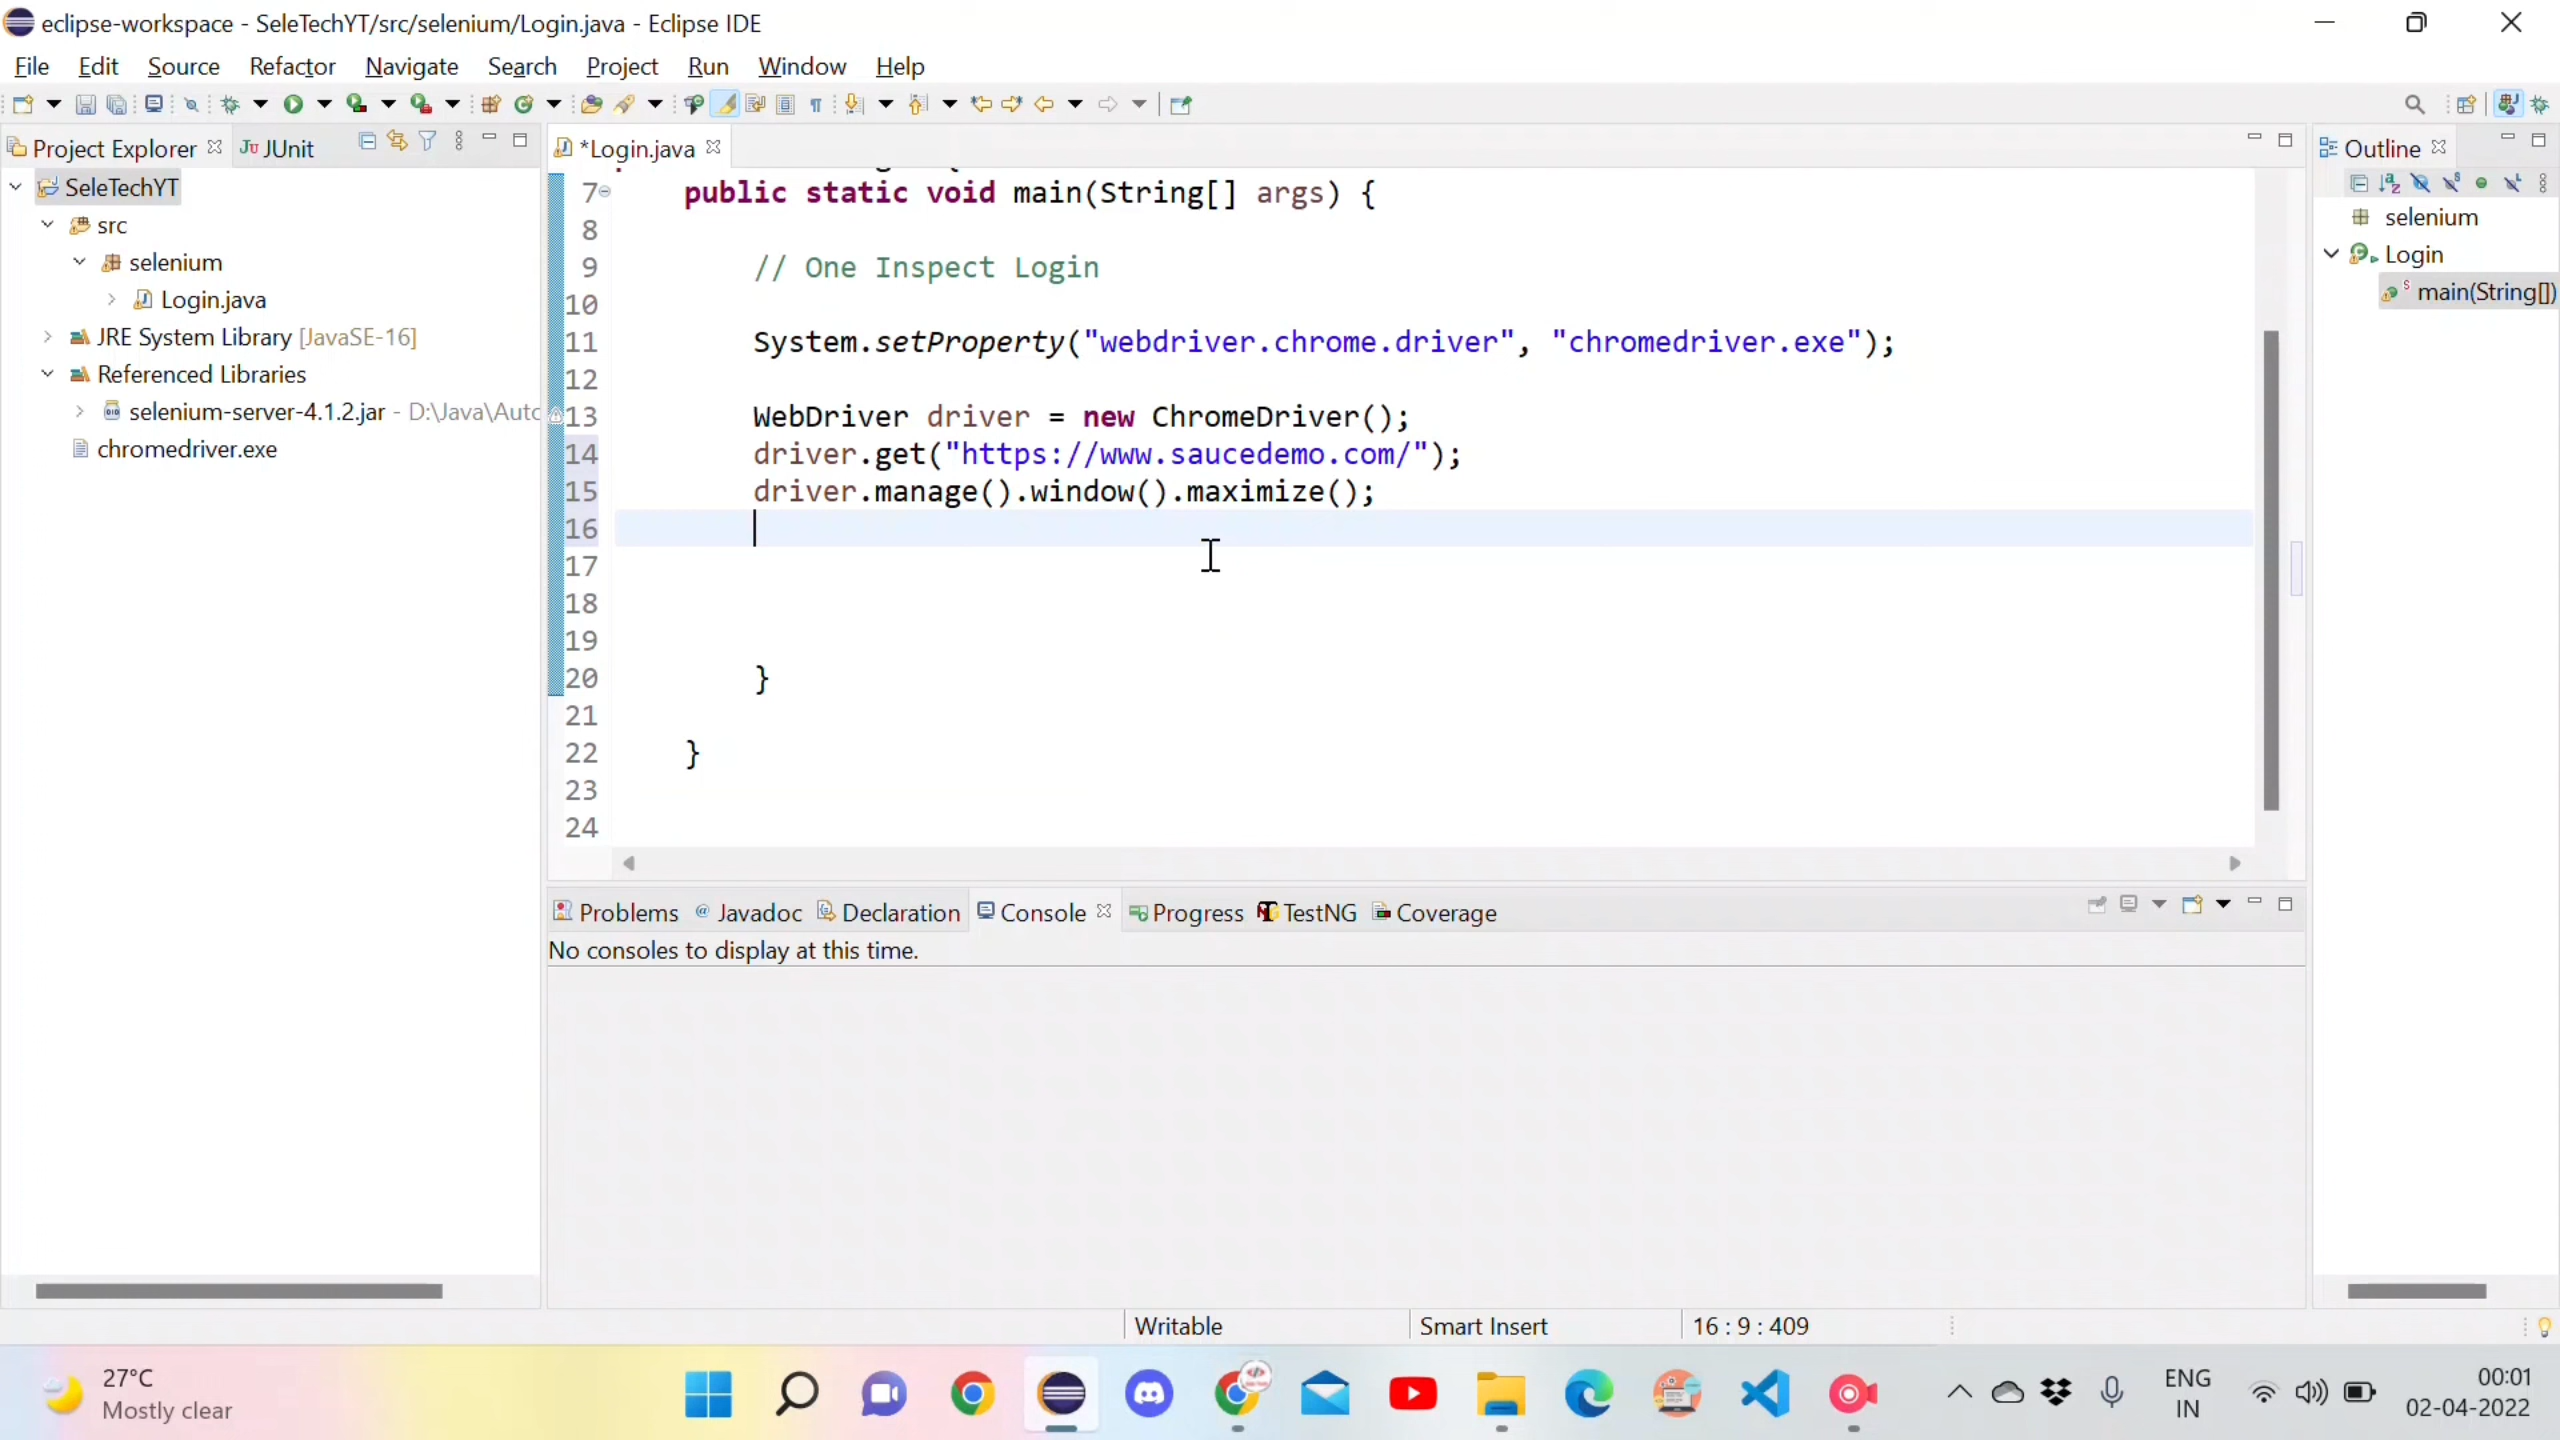 eclipse-workspace - SeleTechYT/src/selenium/Login.java - Eclipse IDE
File Edit Source Refactor Navigate Search Project Run Window Help
Project Explorer
JUnit
SeleTechYT
src
selenium
Login.java
JRE System Library [JavaSE-16]
Referenced Libraries
selenium-server-4.1.2.jar - D:\Java\Auto
chromedriver.exe
*Login.java
7 public static void main(String[] args) {
8
9 // One Inspect Login
10
11 System.setProperty("webdriver.chrome.driver", "chromedriver.exe");
12
13 WebDriver driver = new ChromeDriver();
14 driver.get("https://www.saucedemo.com/");
15 driver.manage().window().maximize();
16
17
18
19
20 }
21
22 }
23
24
Outline
selenium
Login
main(String[])
Problems Javadoc Declaration Console Progress TestNG Coverage
No consoles to display at this time.
Writable Smart Insert 16 : 9 : 409
27°C
Mostly clear
ENG
IN
00:01
02-04-2022